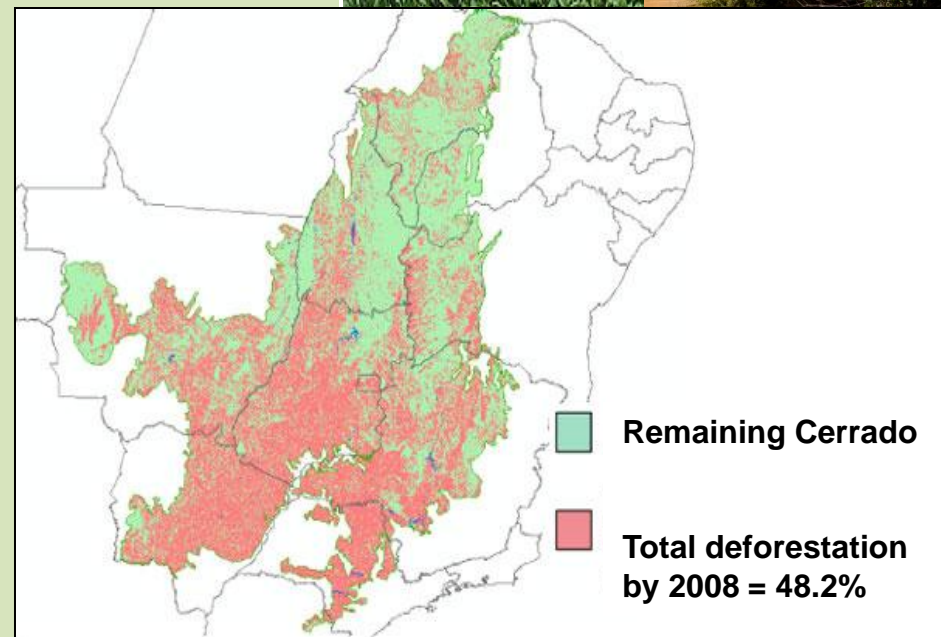 Remaining Cerrado
Total deforestation
by 2008 = 48.2%